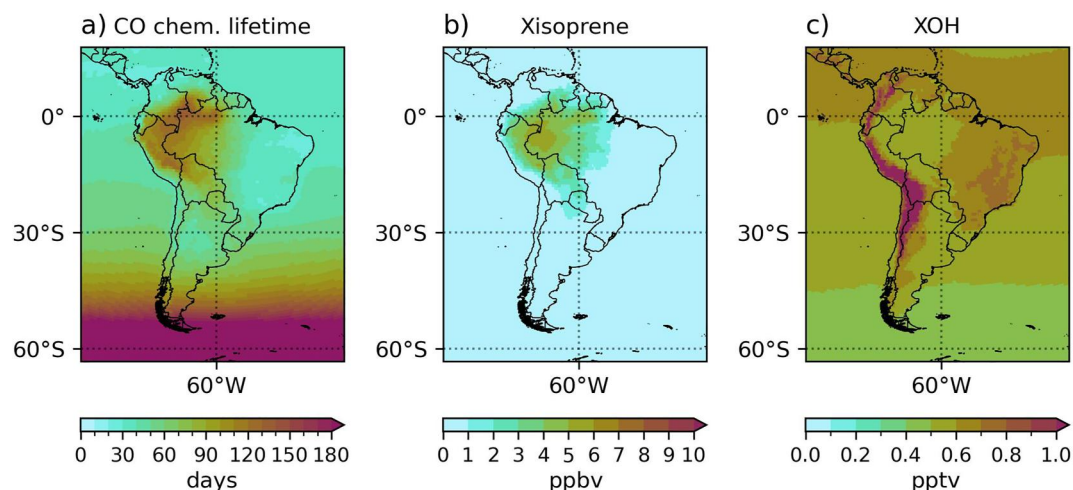 a) CO chem. lifetime
b) Xisoprene
c) XOH
0°
30°S
60°S
60°W
0 30 60 90 120 150 180
days
0°
30°S
60°S
60°W
0 1 2 3 4 5 6 7 8 9 10
ppbv
0°
30°S
60°S
60°W
0.0 0.2 0.4 0.6 0.8 1.0
pptv